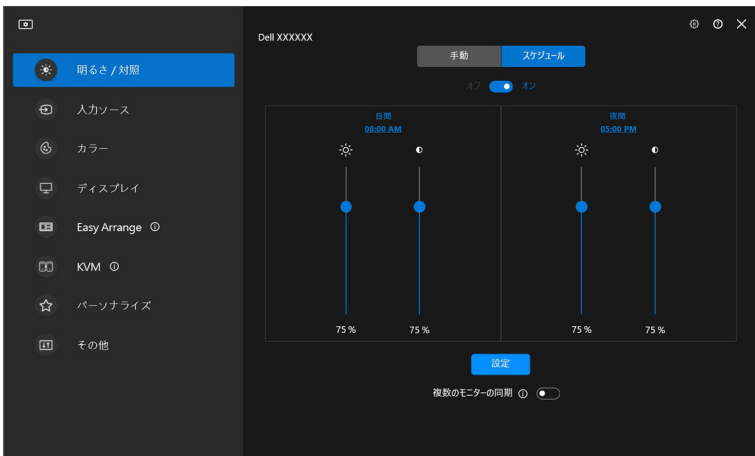 Dell XXXXXX
明るさ / 対照
入力ソース
カラー
ディスプレイ
Easy Arrange
KVM
パーソナライズ
その他
手動 スケジュール
オフ オン
日間 夜間
08:00 AM 05:00 PM
75 % 75 % 75 % 75 %
設定
複数のモニターの同期